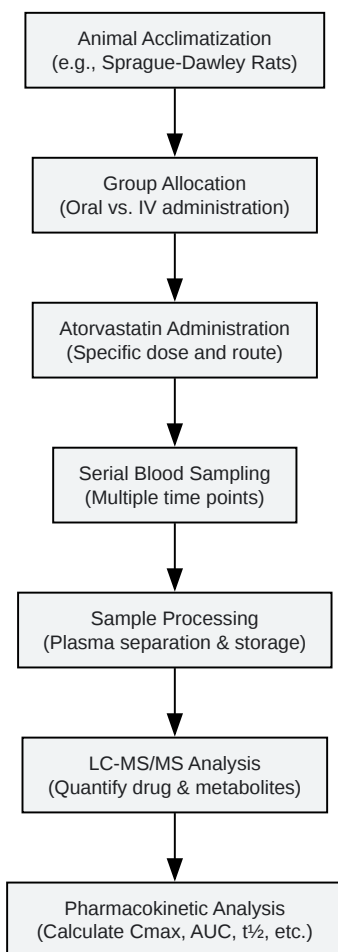 Animal Acclimatization
(e.g., Sprague-Dawley Rats)
Group Allocation
(Oral vs. IV administration)
Atorvastatin Administration
(Specific dose and route)
Serial Blood Sampling
(Multiple time points)
Sample Processing
(Plasma separation & storage)
LC-MS/MS Analysis
(Quantify drug & metabolites)
Pharmacokinetic Analysis
(Calculate Cmax, AUC, t½, etc.)